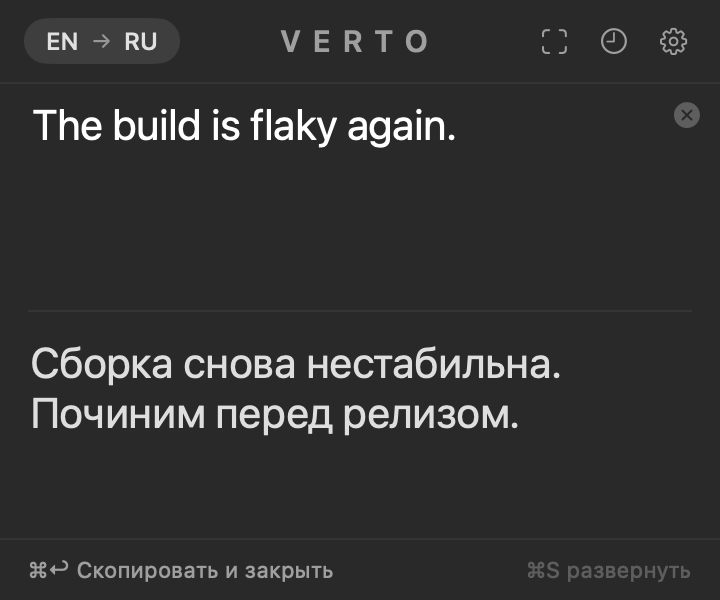 EN → RU
VERTO
The build is flaky again.
Сборка снова нестабильна.
Починим перед релизом.
⌘↩ Скопировать и закрыть
⌘S развернуть